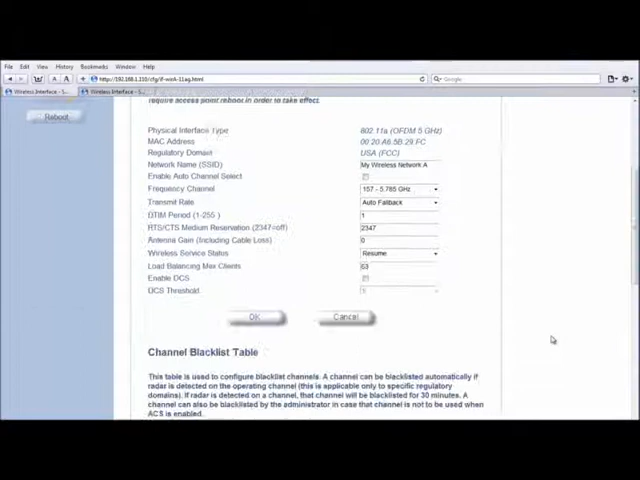 File Edit View History Bookmarks Window Help
http://192.168.1.110/cfg/if-wirA-11ag.html
Google
Wireless Interface - S... Wireless Interface - S...
require access point reboot in order to take effect.
Reboot
Physical Interface Type 802.11a (OFDM 5 GHz)
MAC Address 00 20 A6 5B 29 FC
Regulatory Domain USA (FCC)
Network Name (SSID) My Wireless Network A
Enable Auto Channel Select
Frequency Channel 157 - 5.785 GHz
Transmit Rate Auto Fallback
DTIM Period (1-255 ) 1
RTS/CTS Medium Reservation (2347=off) 2347
Antenna Gain (Including Cable Loss) 0
Wireless Service Status Resume
Load Balancing Max Clients 63
Enable DCS
DCS Threshold
OK Cancel
Channel Blacklist Table
This table is used to configure blacklist channels. A channel can be blacklisted automatically if
radar is detected on the operating channel (this is applicable only to specific regulatory
domains). If radar is detected on a channel, that channel will be blacklisted for 30 minutes. A
channel can also be blacklisted by the administrator in case that channel is not to be used when
ACS is enabled.